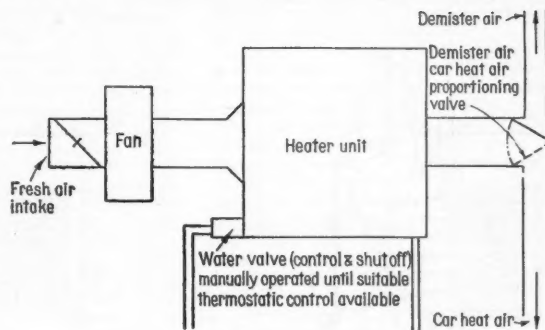 Demister air
Demister air
car heat air
proportioning
valve
Fan
Heater unit
Fresh air
intake
Water valve (control & shut off)
manually operated until suitable
thermostatic control available
Car heat air